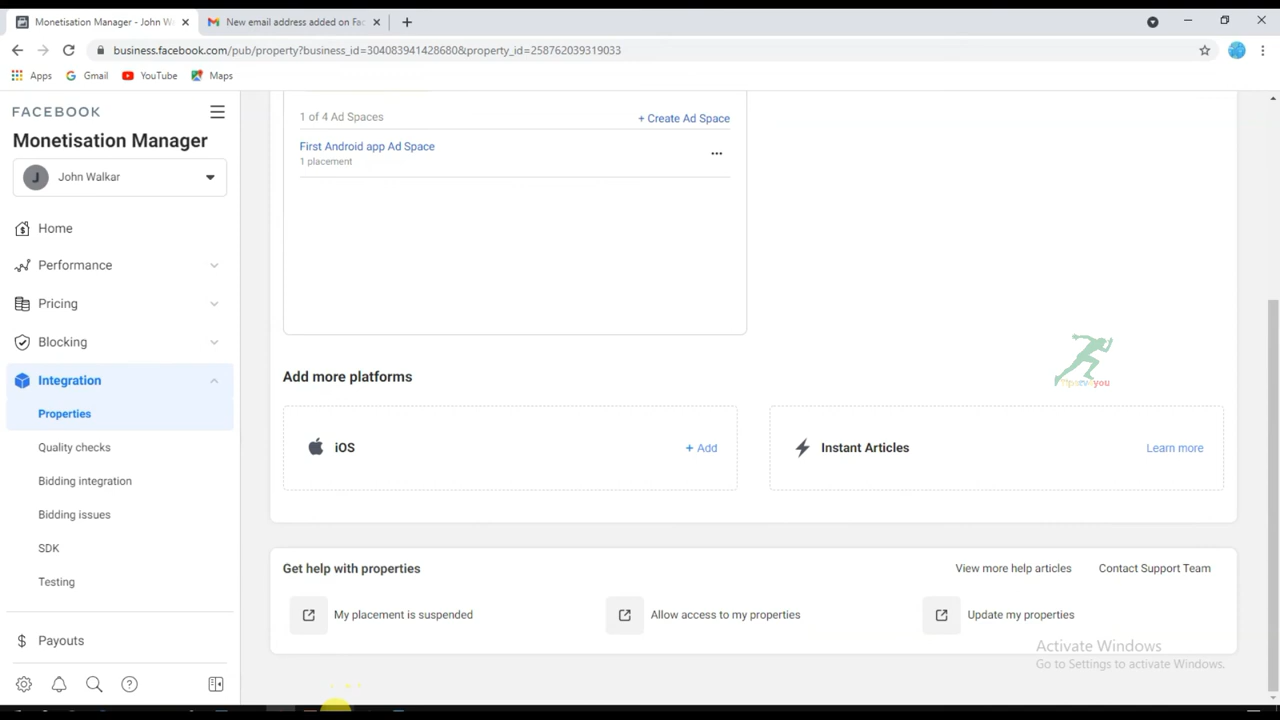 Monetisation Manager - John W
New email address added on Fac
business.facebook.com/pub/property?business_id=304083941428680&property_id=258762039319033
Apps
Gmail
YouTube
Maps
FACEBOOK
Monetisation Manager
J
John Walkar
Home
Performance
Pricing
Blocking
Integration
Properties
Quality checks
Bidding integration
Bidding issues
SDK
Testing
$ Payouts
1 of 4 Ad Spaces
+ Create Ad Space
First Android app Ad Space
1 placement
Add more platforms
iOS
+ Add
Instant Articles
Learn more
Get help with properties
View more help articles
Contact Support Team
My placement is suspended
Allow access to my properties
Update my properties
Activate Windows
Go to Settings to activate Windows.